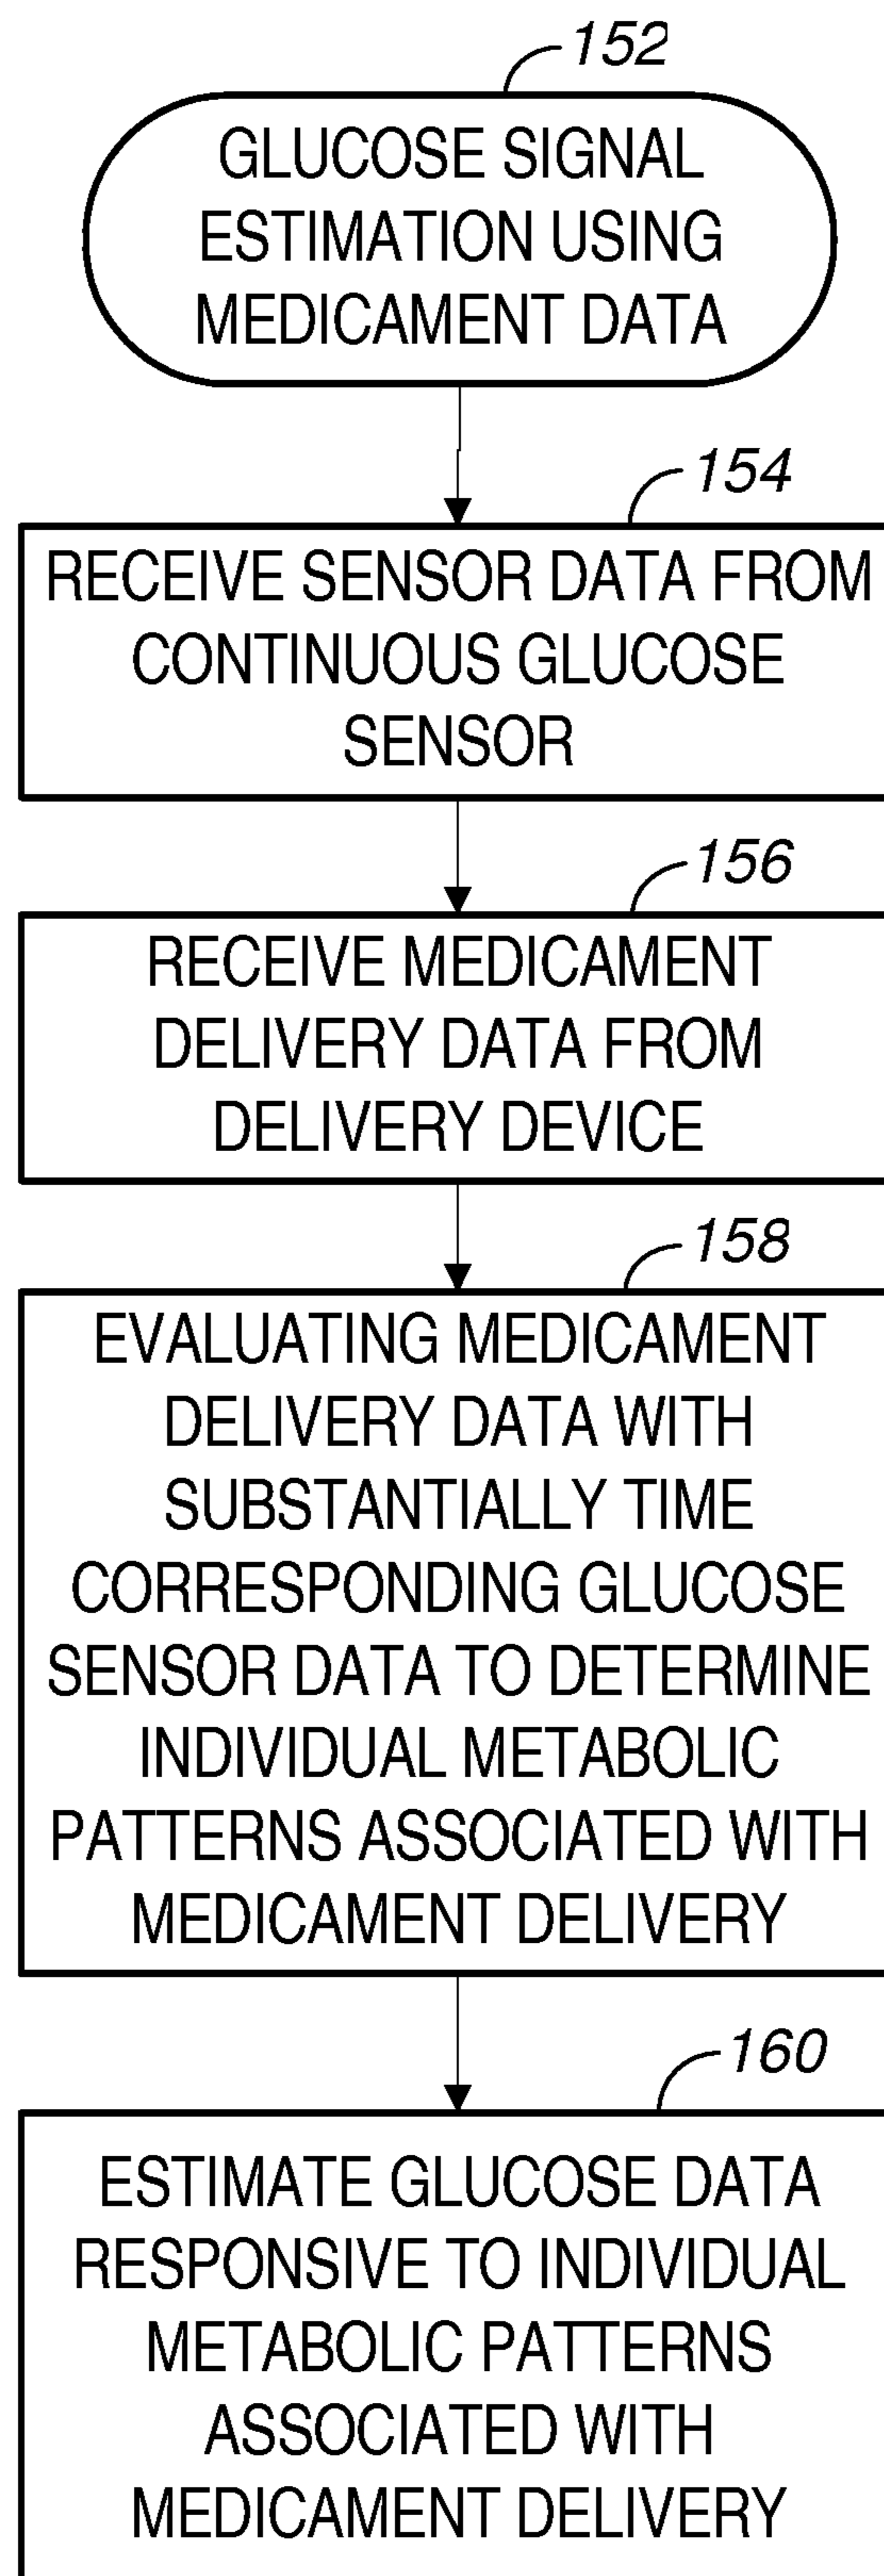 152
GLUCOSE SIGNAL
ESTIMATION USING
MEDICAMENT DATA
154
RECEIVE SENSOR DATA FROM
CONTINUOUS GLUCOSE
SENSOR
156
RECEIVE MEDICAMENT
DELIVERY DATA FROM
DELIVERY DEVICE
158
EVALUATING MEDICAMENT
DELIVERY DATA WITH
SUBSTANTIALLY TIME
CORRESPONDING GLUCOSE
SENSOR DATA TO DETERMINE
INDIVIDUAL METABOLIC
PATTERNS ASSOCIATED WITH
MEDICAMENT DELIVERY
160
ESTIMATE GLUCOSE DATA
RESPONSIVE TO INDIVIDUAL
METABOLIC PATTERNS
ASSOCIATED WITH
MEDICAMENT DELIVERY